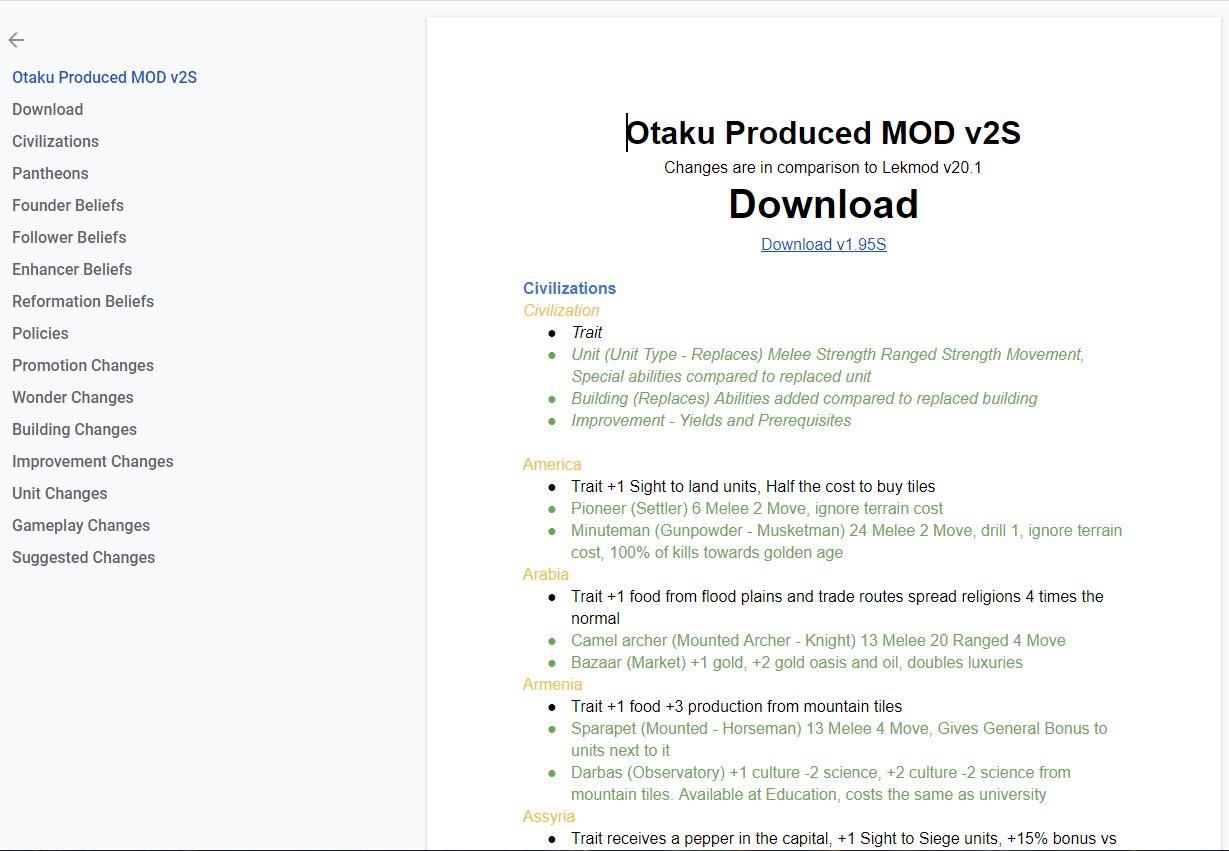 Otaku Produced MOD v2S
Download
Civilizations
Pantheons
Founder Beliefs
Follower Beliefs
Enhancer Beliefs
Reformation Beliefs
Policies
Promotion Changes
Wonder Changes
Building Changes
Improvement Changes
Unit Changes
Gameplay Changes
Suggested Changes
Otaku Produced MOD v2S
Changes are in comparison to Lekmod v20.1
Download
Download v1.95S
Civilizations
Civilization
● Trait
● Unit (Unit Type - Replaces) Melee Strength Ranged Strength Movement,
Special abilities compared to replaced unit
● Building (Replaces) Abilities added compared to replaced building
● Improvement - Yields and Prerequisites
America
● Trait +1 Sight to land units, Half the cost to buy tiles
● Pioneer (Settler) 6 Melee 2 Move, ignore terrain cost
● Minuteman (Gunpowder - Musketman) 24 Melee 2 Move, drill 1, ignore terrain
cost, 100% of kills towards golden age
Arabia
● Trait +1 food from flood plains and trade routes spread religions 4 times the
normal
● Camel archer (Mounted Archer - Knight) 13 Melee 20 Ranged 4 Move
● Bazaar (Market) +1 gold, +2 gold oasis and oil, doubles luxuries
Armenia
● Trait +1 food +3 production from mountain tiles
● Sparapet (Mounted - Horseman) 13 Melee 4 Move, Gives General Bonus to
units next to it
● Darbas (Observatory) +1 culture -2 science, +2 culture -2 science from
mountain tiles. Available at Education, costs the same as university
Assyria
● Trait receives a pepper in the capital, +1 Sight to Siege units, +15% bonus vs